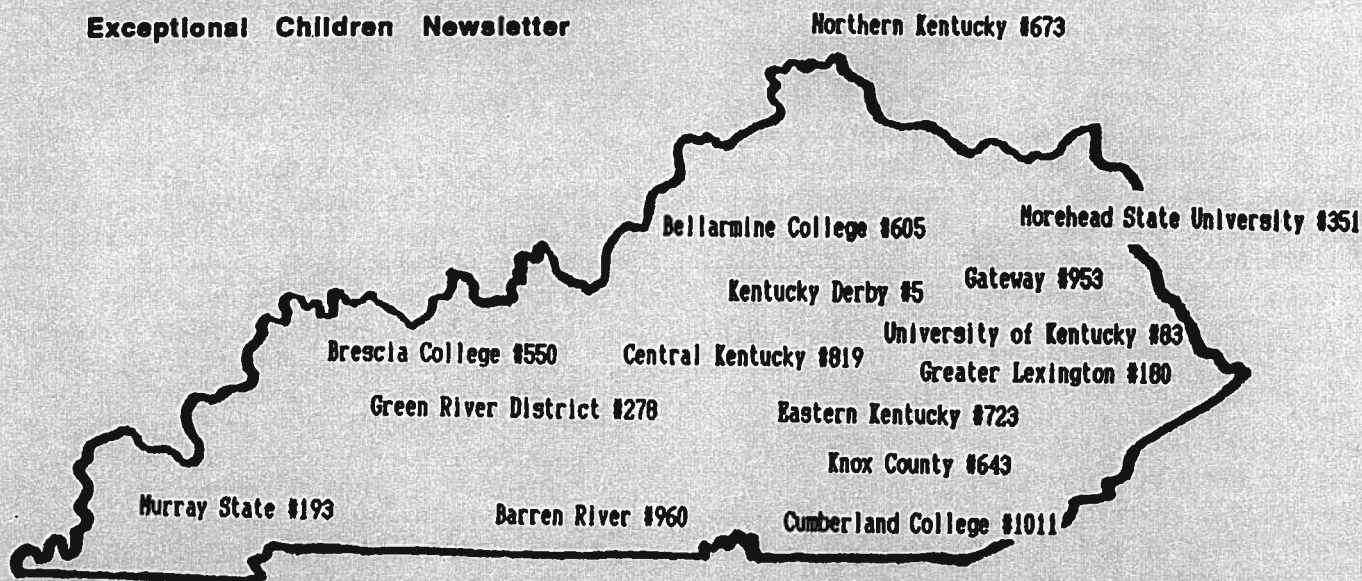 Exceptional Children Newsletter
Northern Kentucky #673
Bellarmine College #605
Morehead State University #351
Kentucky Derby #5
Gateway #953
University of Kentucky #83
Brescia College #550
Central Kentucky #819
Greater Lexington #180
Green River District #278
Eastern Kentucky #723
Knox County #643
Murray State #193
Barren River #960
Cumberland College #1011